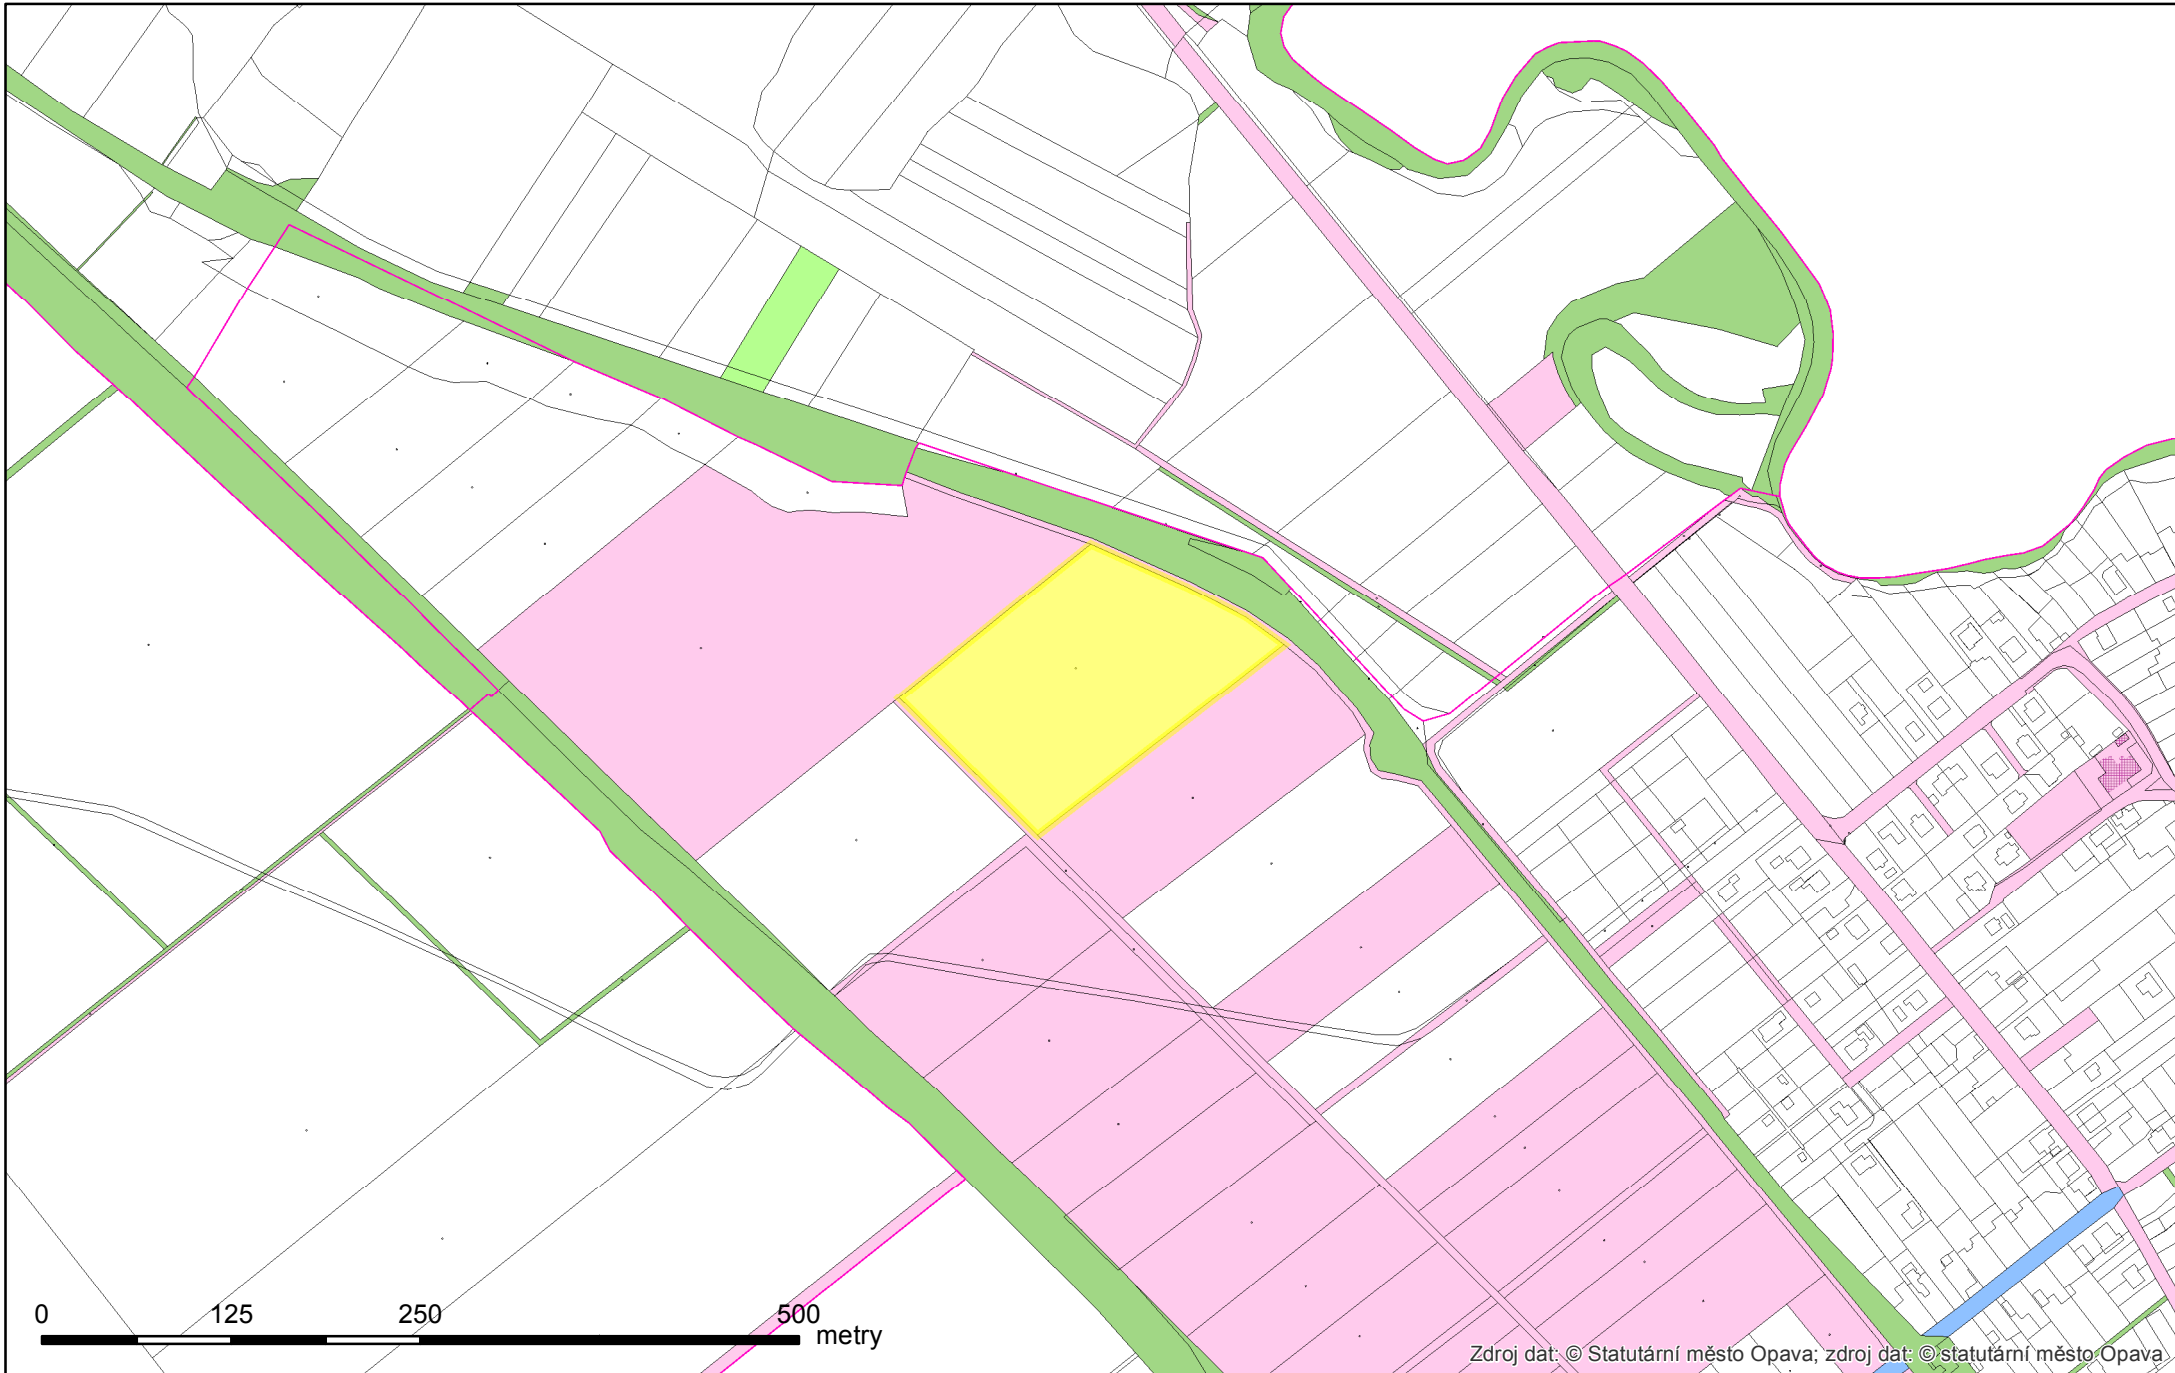 0 125 250 500
metry
Zdroj dat: © Statutární město Opava; zdroj dat: © statutární město Opava